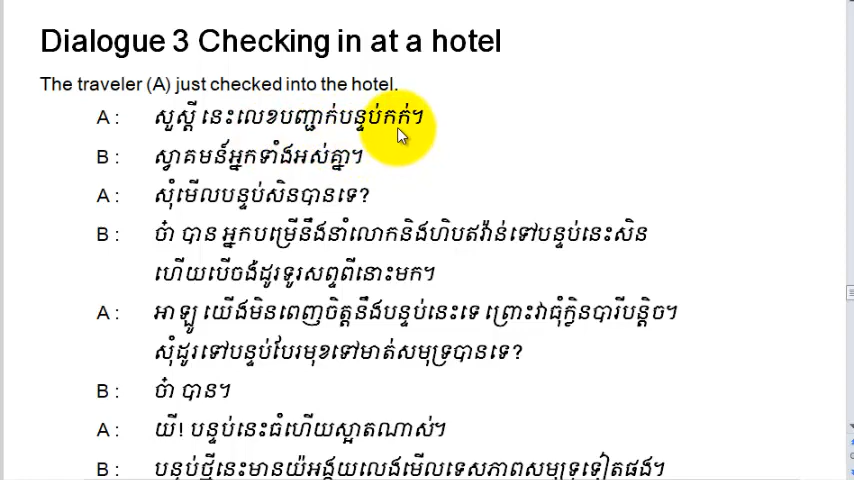 Dialogue 3 Checking in at a hotel
The traveler (A) just checked into the hotel.
A : សួស្តី នេះលេខបញ្ជាក់បន្ទប់កក់។
B : ស្វាគមន៍អ្នកទាំងអស់គ្នា។
A : សុំមើលបន្ទប់សិនបានទេ?
B : ចា៎ បាន អ្នកបម្រើនឹងនាំលោកនិងហិបឥវ៉ាន់ទៅបន្ទប់នេះសិន
ហើយបើចង់ដូរទូរសព្ទពីនោះមក។
A : អាឡូ យើងមិនពេញចិត្តនឹងបន្ទប់នេះទេ ព្រោះវាធុំក្លិនបារីបន្តិច។
សុំដូរទៅបន្ទប់បែរមុខទៅមាត់សមុទ្របានទេ?
B : ចា៎ បាន។
A : យី! បន្ទប់នេះធំហើយស្អាតណាស់។
B : បន្ទប់ថ្មីនេះមានយ៉អង្គុយលេងមើលទេសភាពសមុទ្រទៀតផង។